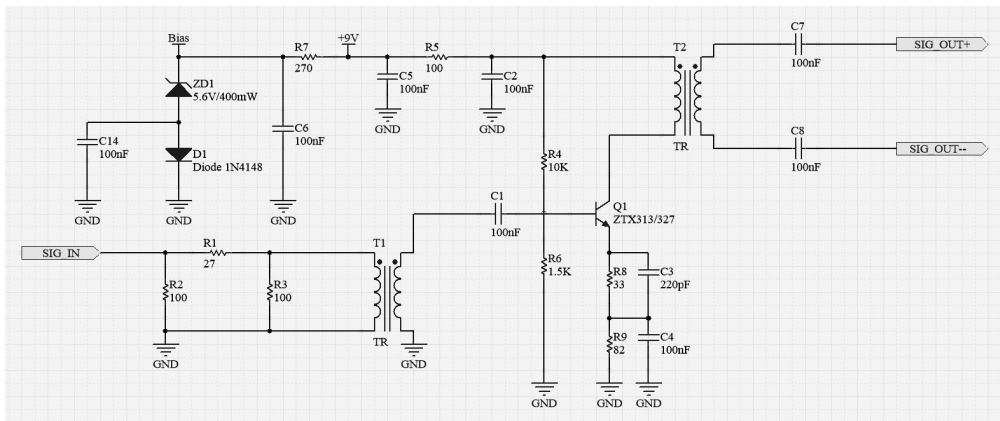 Bias
+9V
R7
270
R5
100
C5
100nF
C2
100nF
GND
GND
T2
TR
C7
100nF
SIG_OUT+
C8
100nF
SIG_OUT--
ZD1
5.6V/400mW
C14
100nF
D1
Diode 1N4148
C6
100nF
GND
GND
GND
R4
10K
C1
100nF
Q1
ZTX313/327
SIG_IN
R1
27
T1
R2
100
R3
100
TR
GND
GND
R6
1.5K
R8
33
C3
220pF
R9
82
C4
100nF
GND
GND
GND